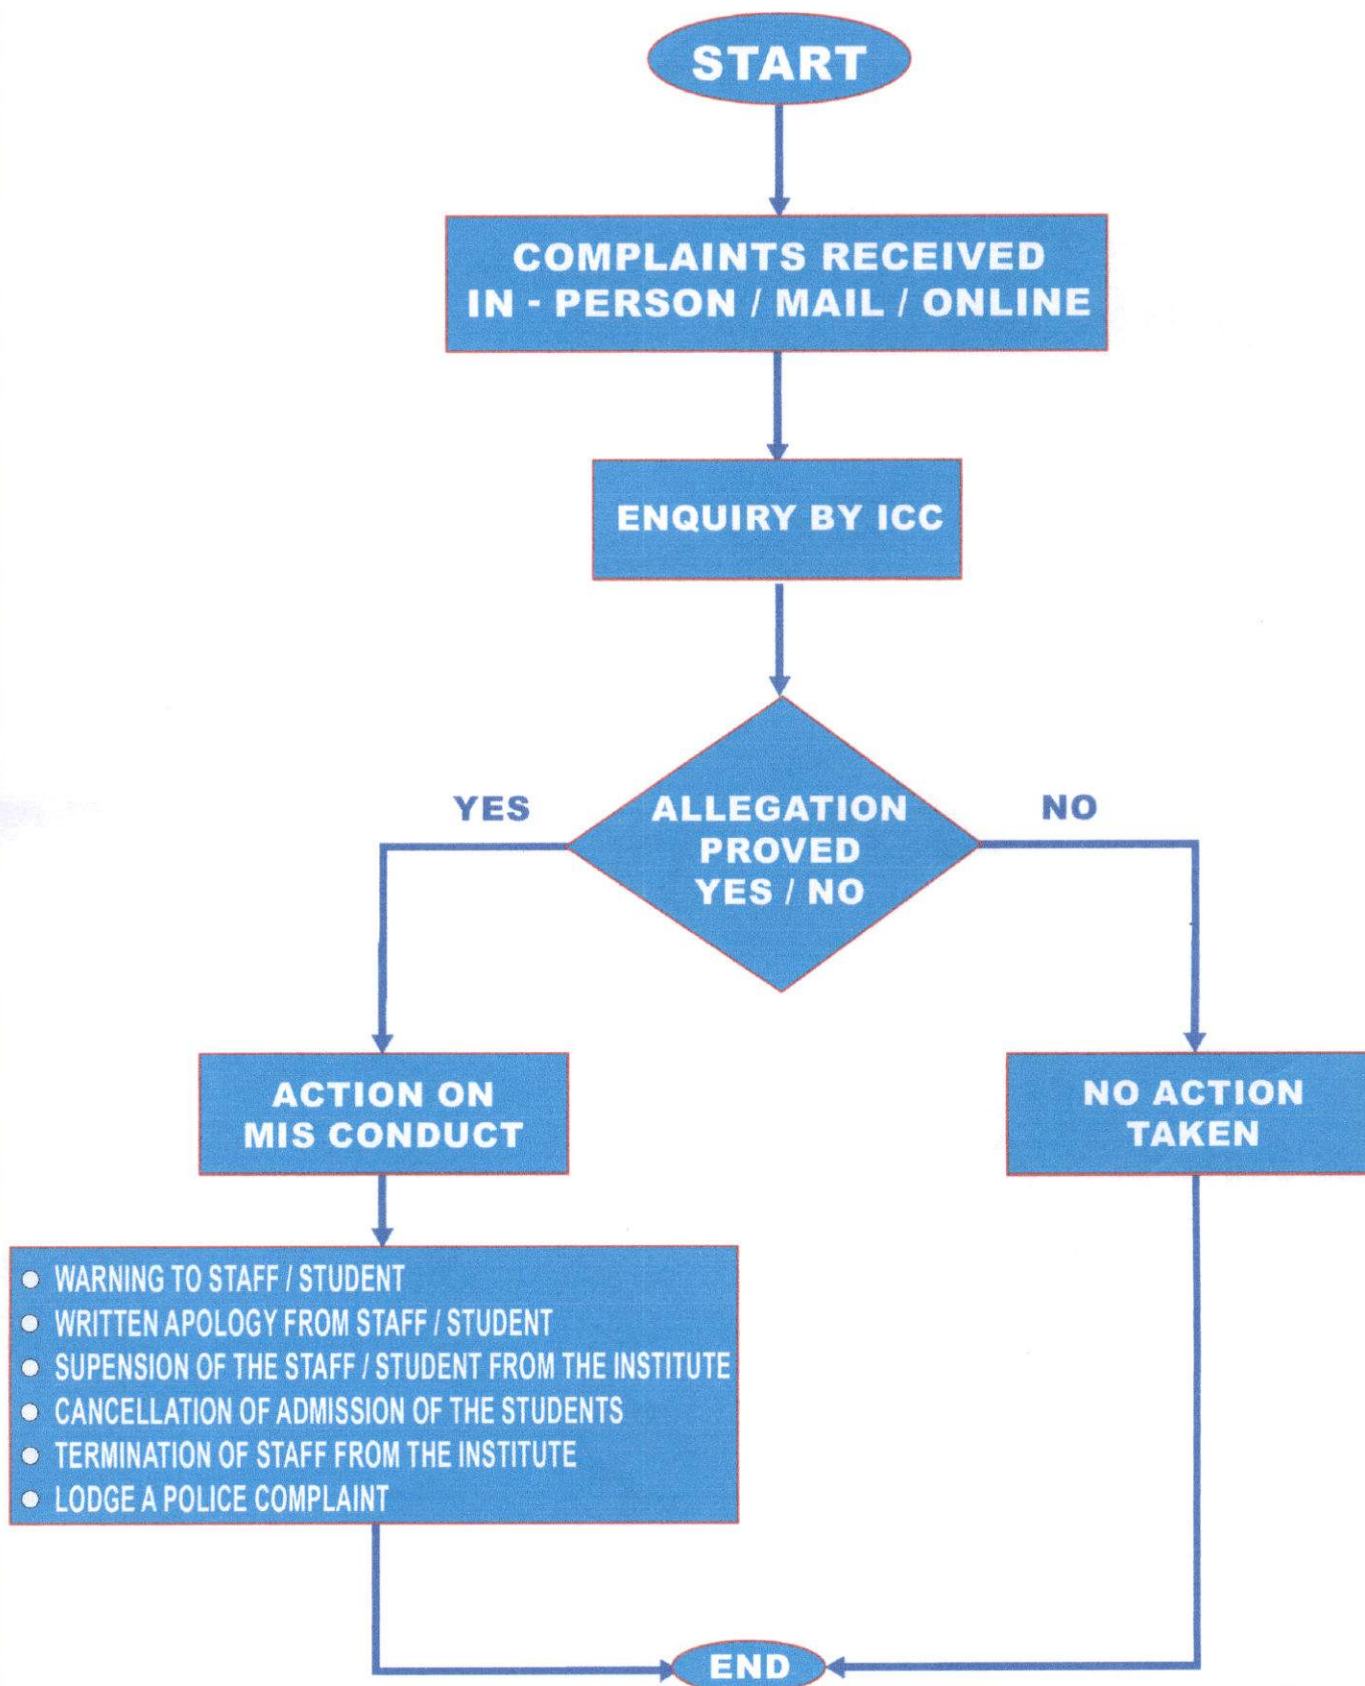 START
COMPLAINTS RECEIVED
IN - PERSON / MAIL / ONLINE
ENQUIRY BY ICC
YES
ALLEGATION
PROVED
YES / NO
NO
ACTION ON
MIS CONDUCT
NO ACTION
TAKEN
WARNING TO STAFF / STUDENT
WRITTEN APOLOGY FROM STAFF / STUDENT
SUPENSION OF THE STAFF / STUDENT FROM THE INSTITUTE
CANCELLATION OF ADMISSION OF THE STUDENTS
TERMINATION OF STAFF FROM THE INSTITUTE
LODGE A POLICE COMPLAINT
END